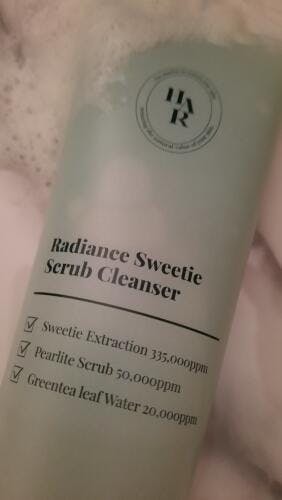 HA
R
Radiance Sweetie
Scrub Cleanser
Sweetie Extraction 335,000ppm
Pearlite Scrub 50,000ppm
Greentea leaf Water 20,000ppm